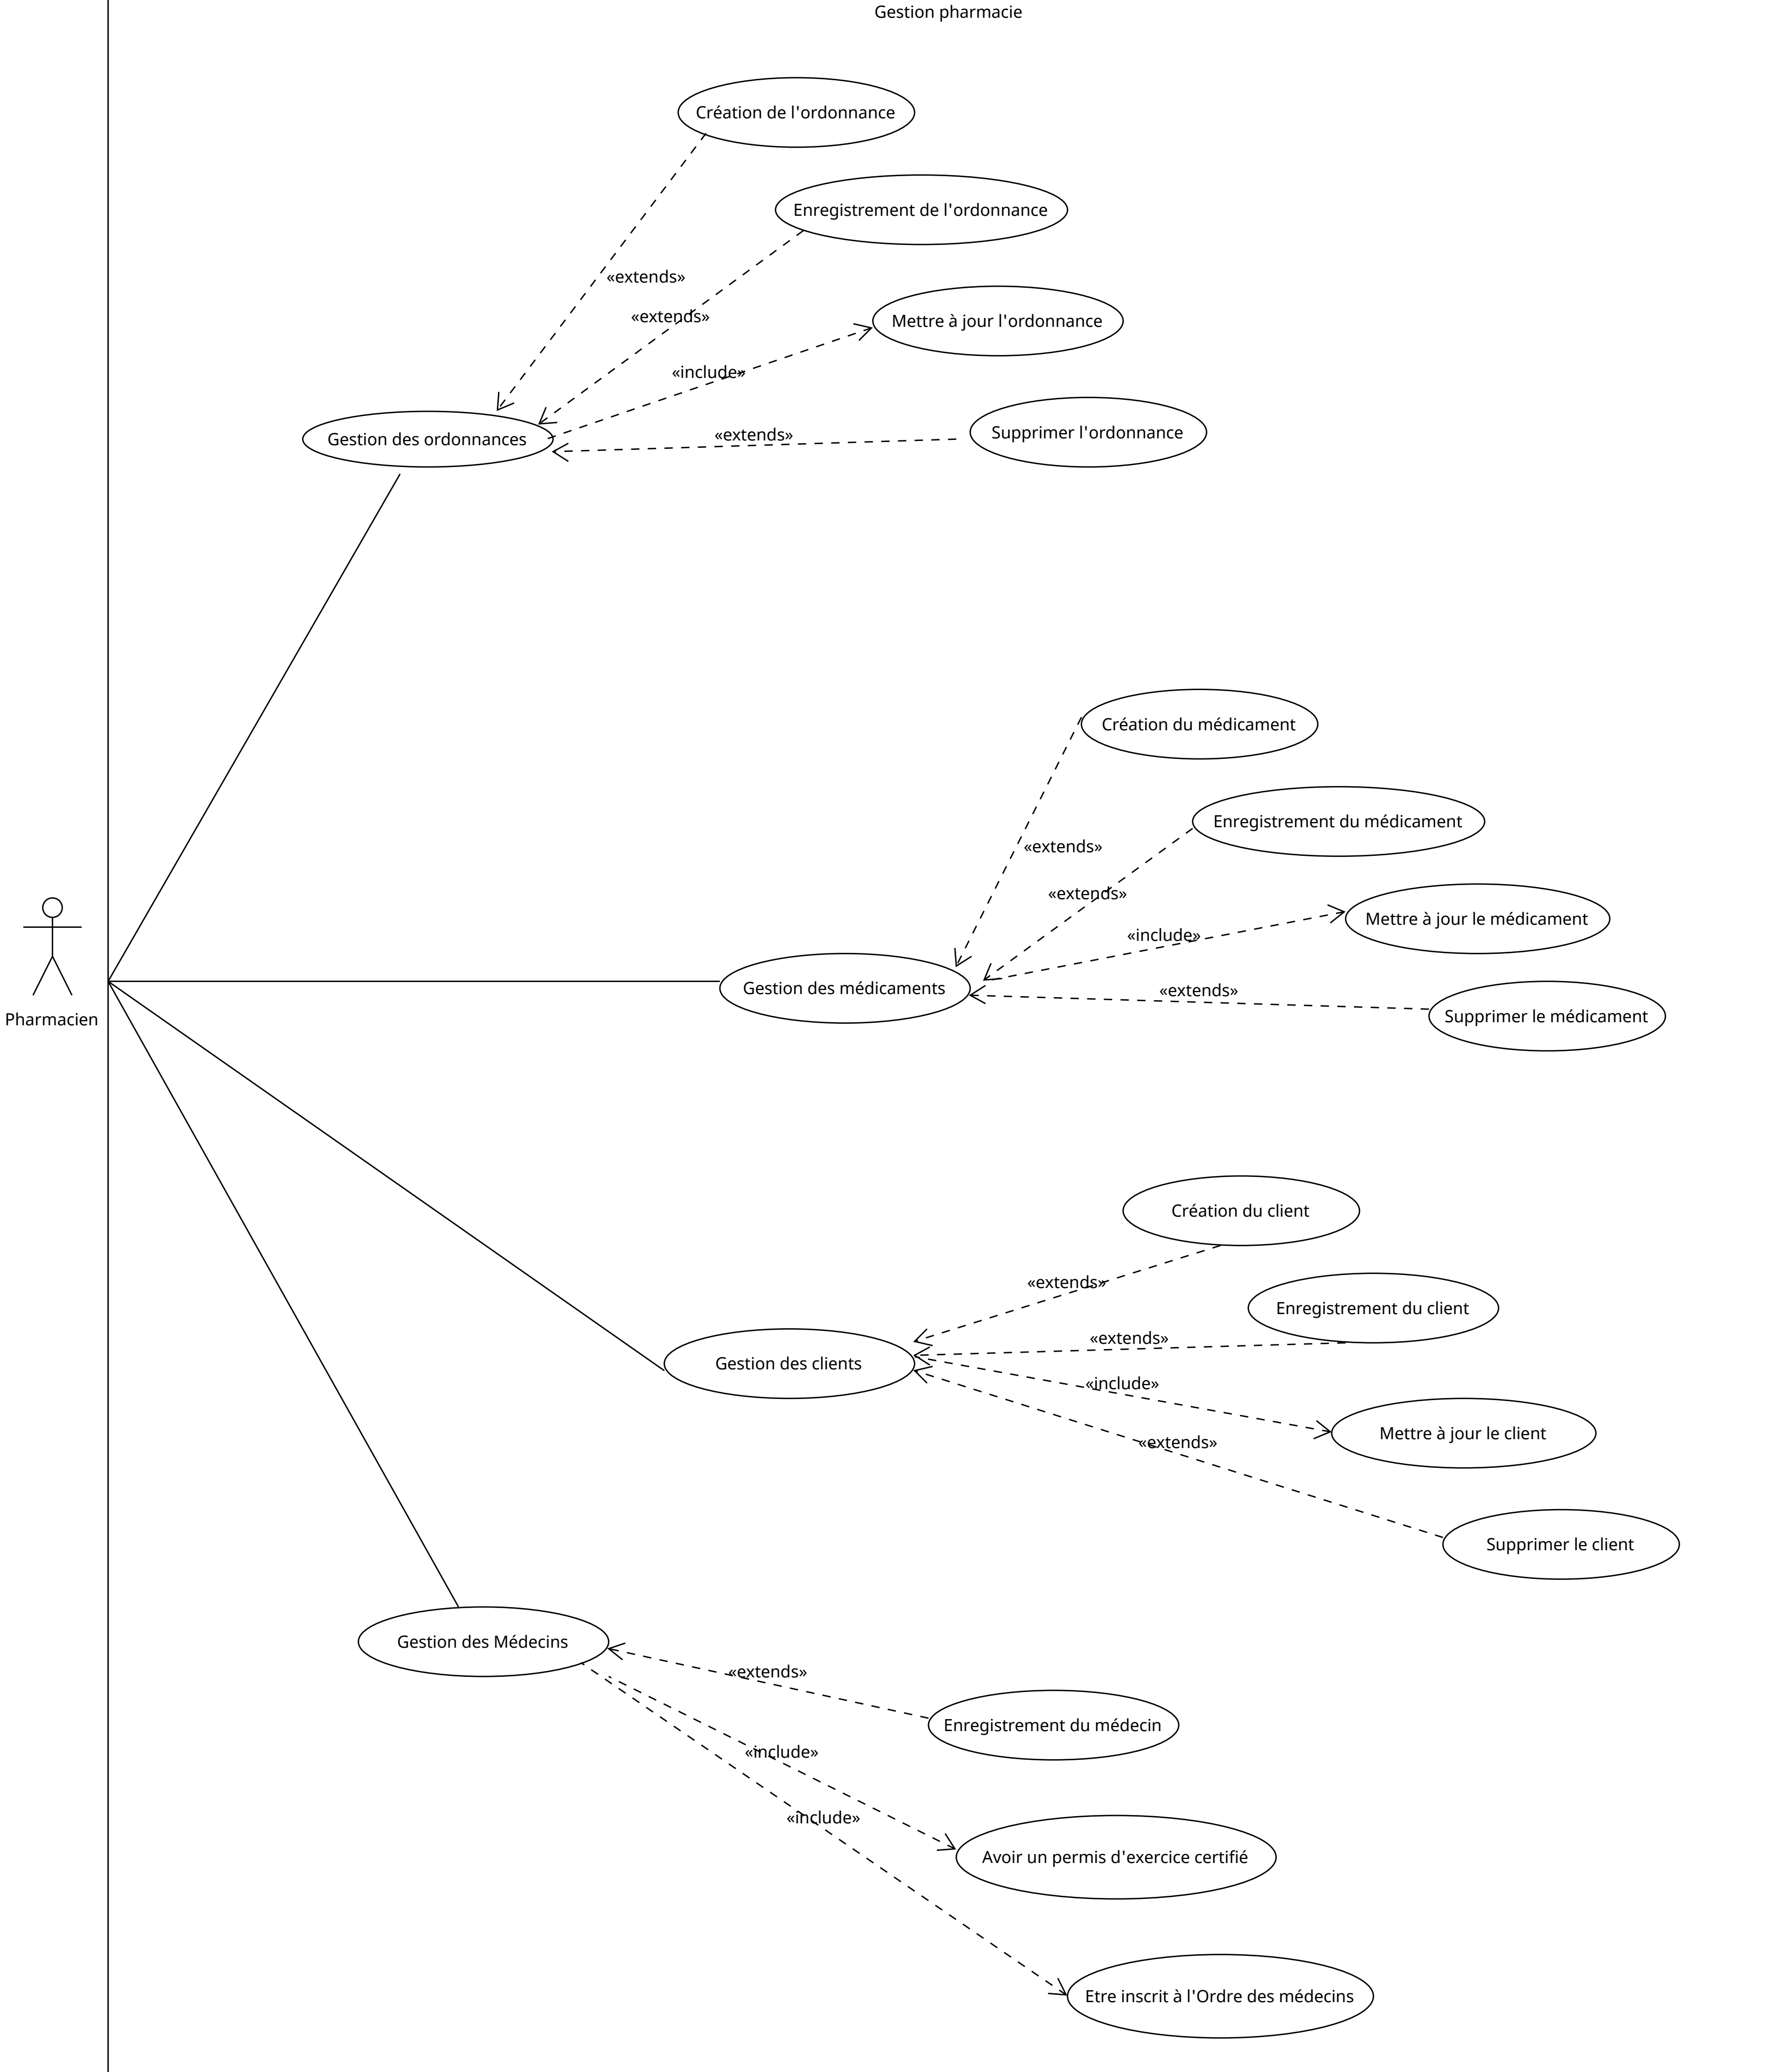 Gestion pharmacie
Création de l'ordonnance
Enregistrement de l'ordonnance
«extends»
«extends»
Mettre à jour l'ordonnance
«include»
Supprimer l'ordonnance
«extends»
Gestion des ordonnances
Création du médicament
Enregistrement du médicament
«extends»
«extends»
Mettre à jour le médicament
«include»
Gestion des médicaments
«extends»
Supprimer le médicament
Pharmacien
Création du client
«extends»
Enregistrement du client
«extends»
Gestion des clients
«include»
Mettre à jour le client
«extends»
Supprimer le client
Gestion des Médecins
«extends»
Enregistrement du médecin
«include»
«include»
Avoir un permis d'exercice certifié
Etre inscrit à l'Ordre des médecins